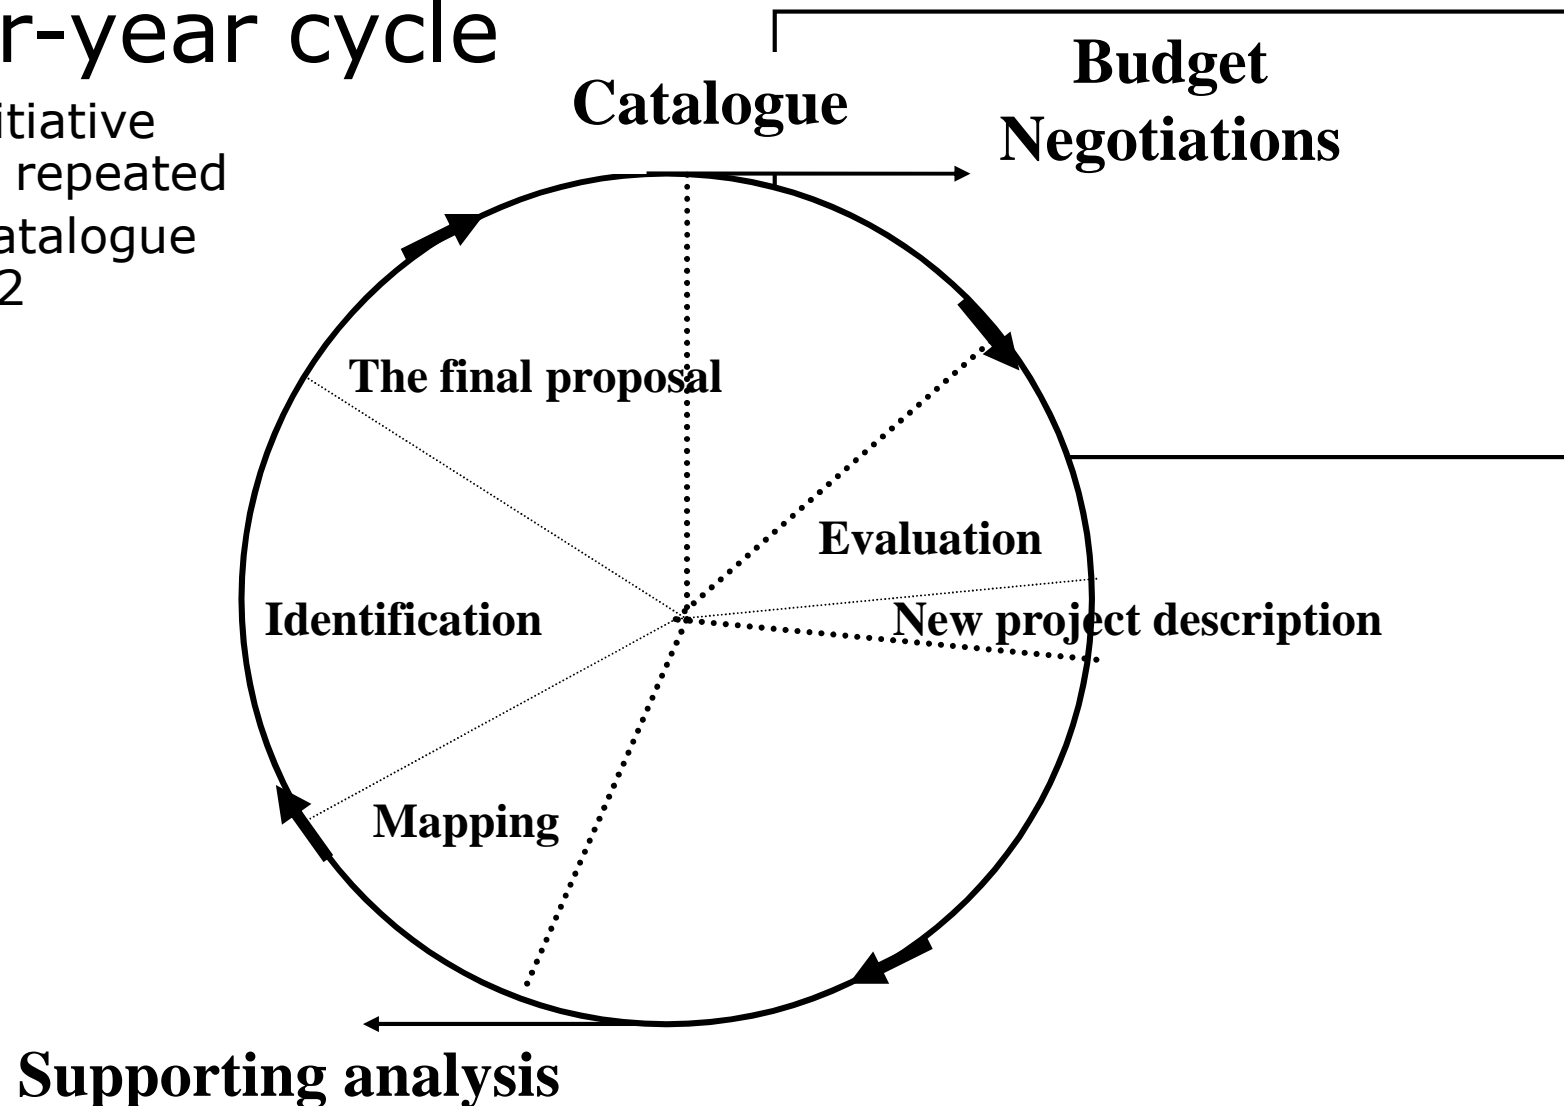 r-year cycle
itiative
repeated
atalogue
2
Catalogue
Budget
Negotiations
The final proposal
Evaluation
Identification
New project description
Mapping
Supporting analysis